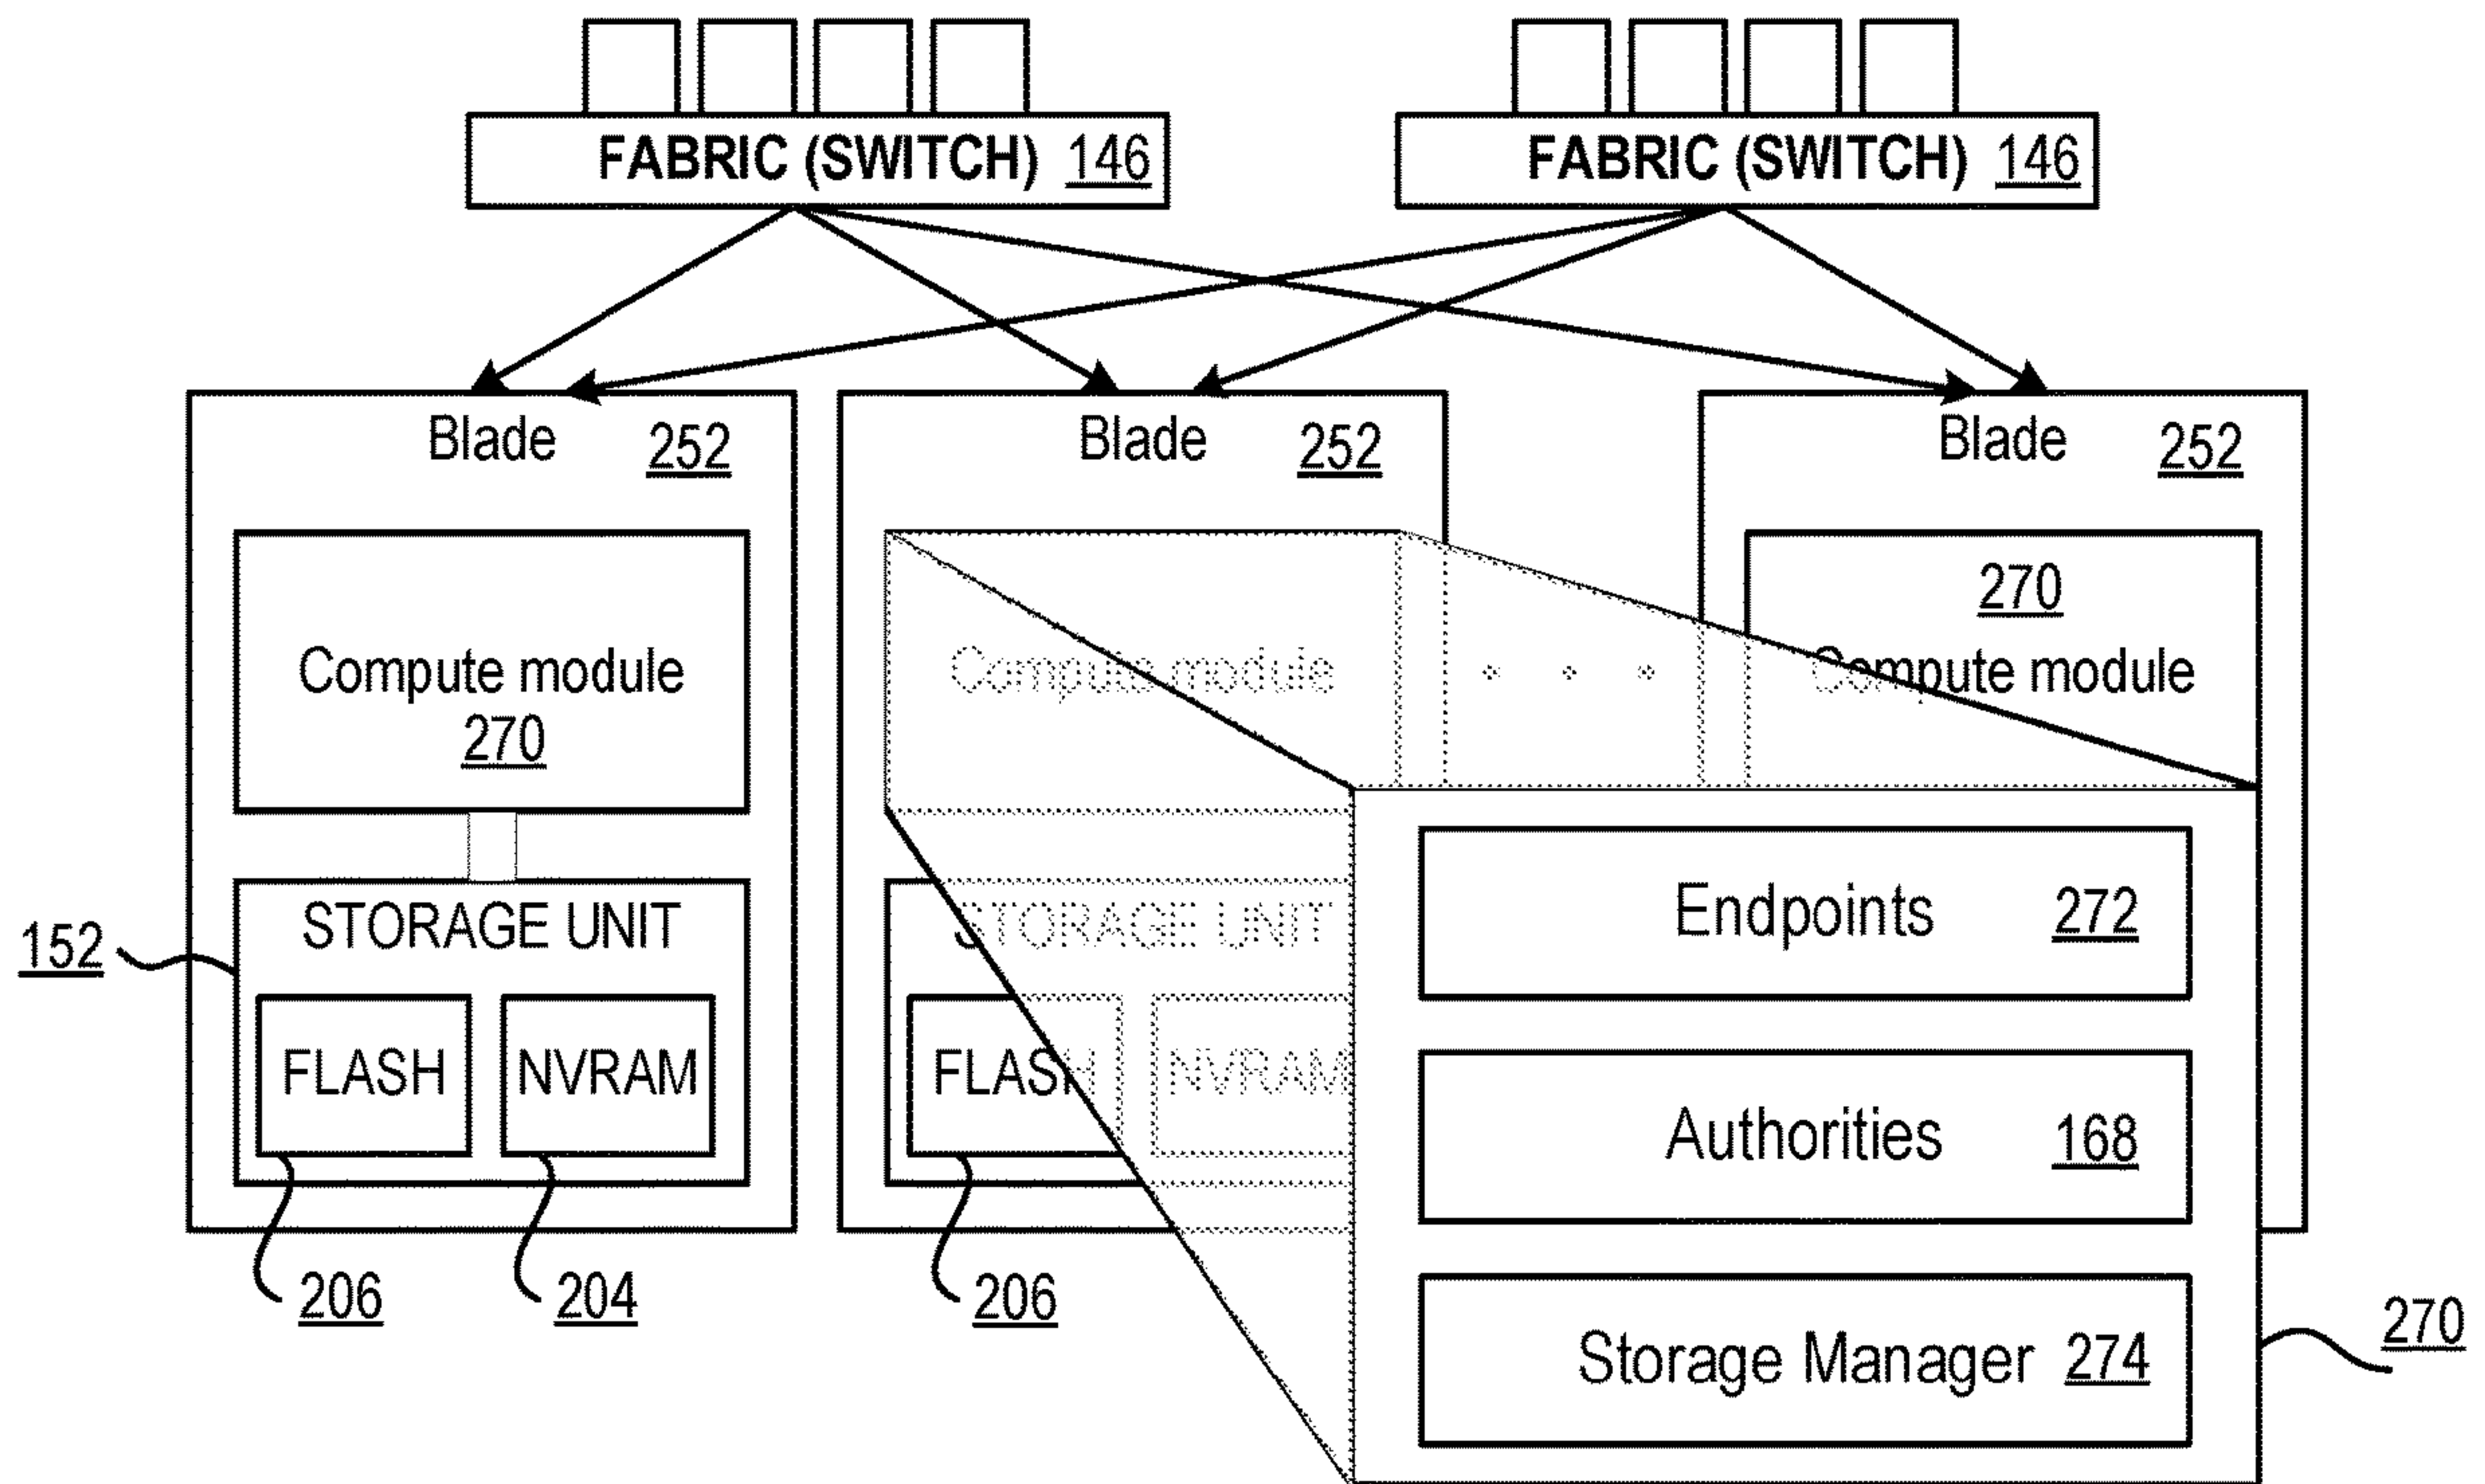 FABRIC (SWITCH) 146
FABRIC (SWITCH) 146
Blade 252
Blade 252
Blade 252
Compute module
270
Compute module
270
Compute module
152
STORAGE UNIT
FLASH
NVRAM
206
204
STORAGE UNIT
FLASH
NVRAM
206
Endpoints 272
Authorities 168
Storage Manager 274
270